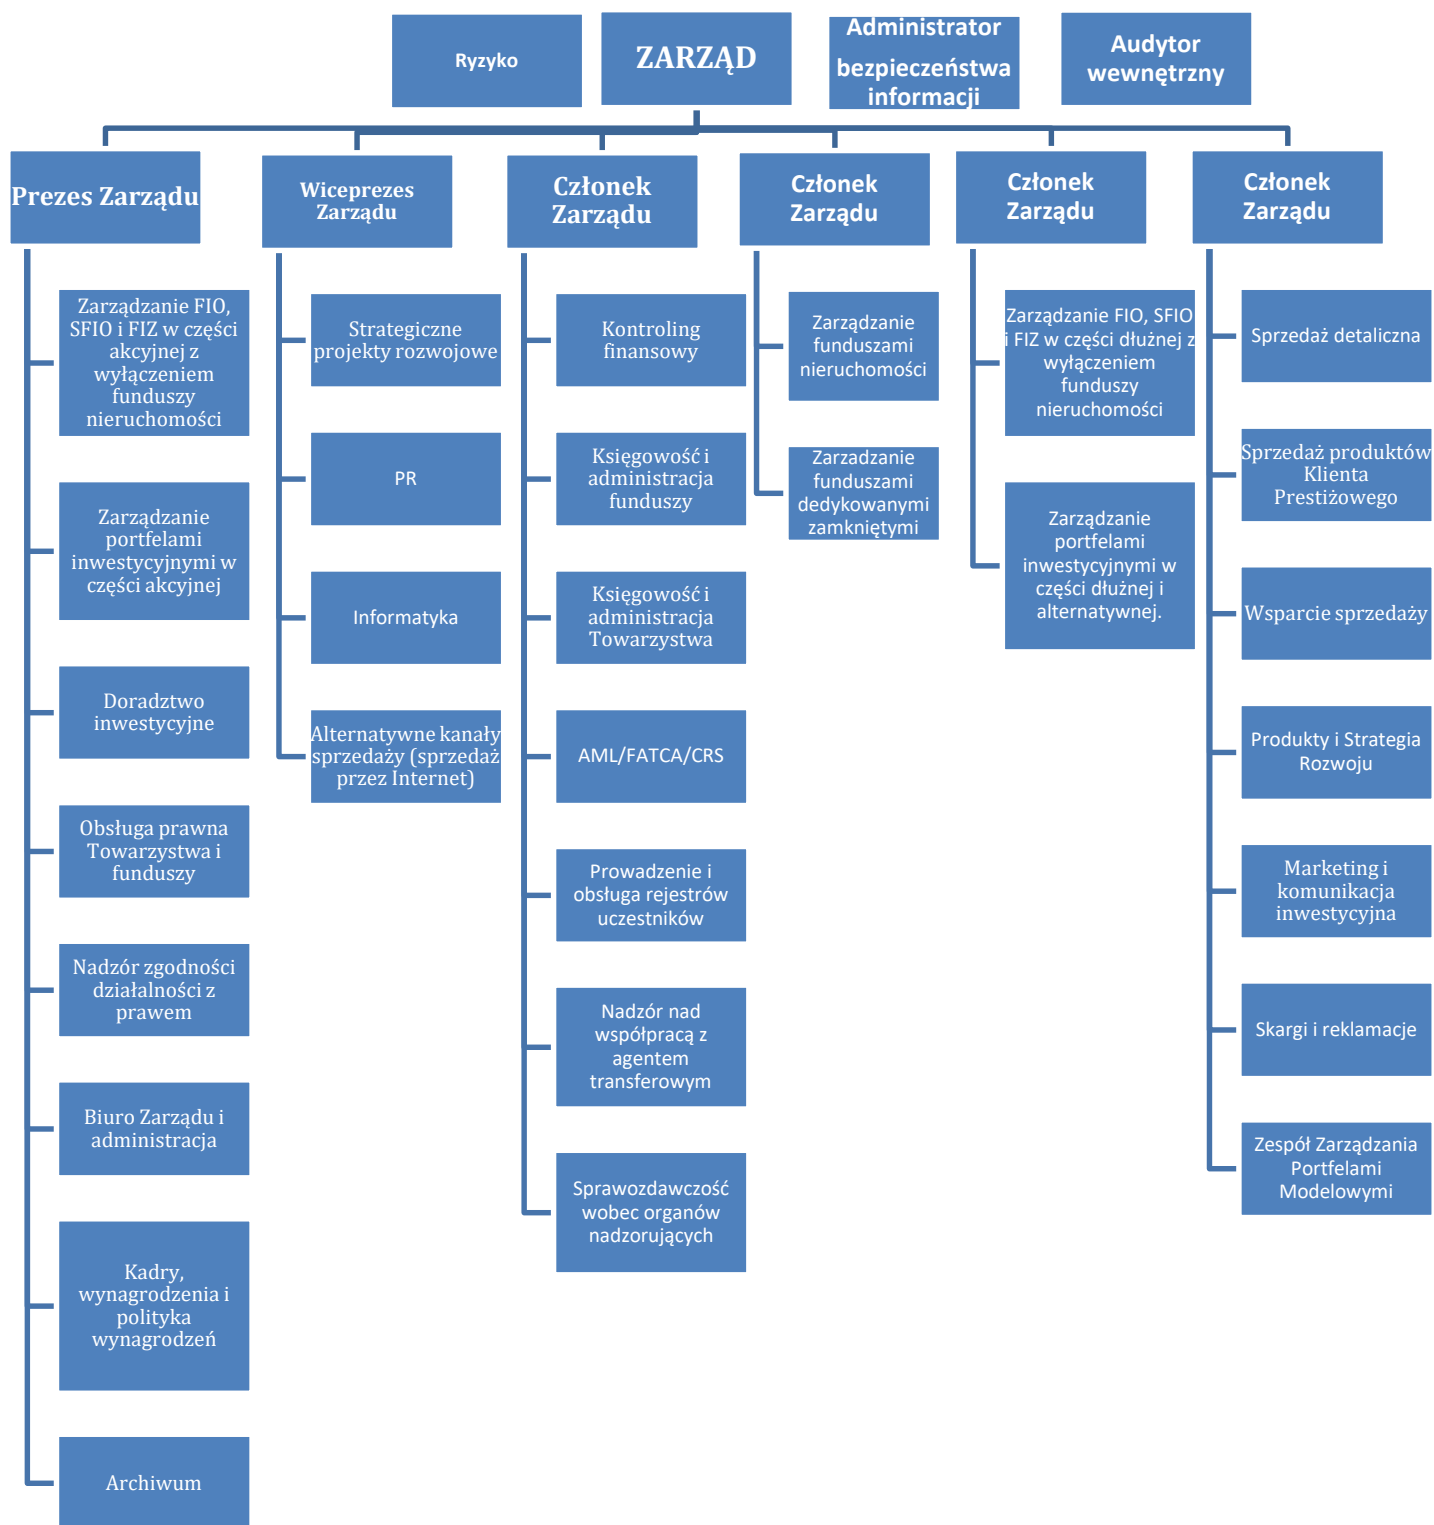 Ryzyko
ZARZĄD
Administrator
bezpieczeństwa
informacji
Audytor
wewnętrzny
Prezes Zarządu
Zarządzanie FIO,
SFIO i FIZ w części
akcyjnej z
wyłączeniem
funduszy
nieruchomości
Zarządzanie
portfelami
inwestycyjnymi w
części akcyjnej
Doradztwo
inwestycyjne
Obsługa prawna
Towarzystwa i
funduszy
Nadzór zgodności
działalności z
prawem
Biuro Zarządu i
administracja
Kadry,
wynagrodzenia i
polityka
wynagrodzeń
Archiwum
Wiceprezes
Zarządu
Strategiczne
projekty rozwojowe
PR
Informatyka
Alternatywne kanały
sprzedaży (sprzedaż
przez Internet)
Członek
Zarządu
Kontroling
finansowy
Księgowość i
administracja
funduszy
Księgowość i
administracja
Towarzystwa
AML/FATCA/CRS
Prowadzenie i
obsługa rejestrów
uczestników
Nadzór nad
współpracą z
agentem
transferowym
Sprawozdawczość
wobec organów
nadzorujących
Członek
Zarządu
Zarządzanie
funduszami
nieruchomości
Zarzadzanie
funduszami
dedykowanymi
zamkniętymi
Członek
Zarządu
Zarządzanie FIO, SFIO
i FIZ w części dłużnej z
wyłączeniem
funduszy
nieruchomości
Zarządzanie
portfelami
inwestycyjnymi w
części dłużnej i
alternatywnej.
Członek
Zarządu
Sprzedaż detaliczna
Sprzedaż produktów
Klienta
Prestiżowego
Wsparcie sprzedaży
Produkty i Strategia
Rozwoju
Marketing i
komunikacja
inwestycyjna
Skargi i reklamacje
Zespół Zarządzania
Portfelami
Modelowymi